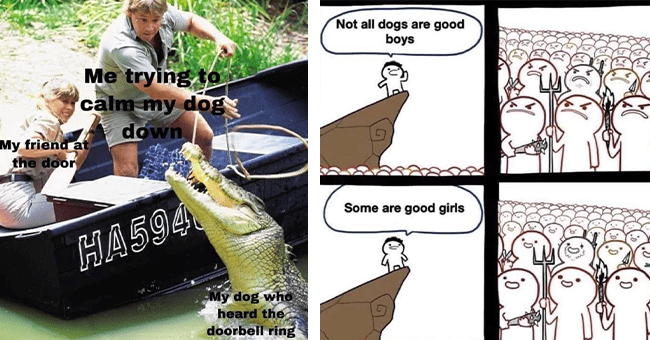 Me trying to
calm my dog
down
My friend at
the door
HA594
My dog who
heard the
doorbell ring
Not all dogs are good
boys
Some are good girls